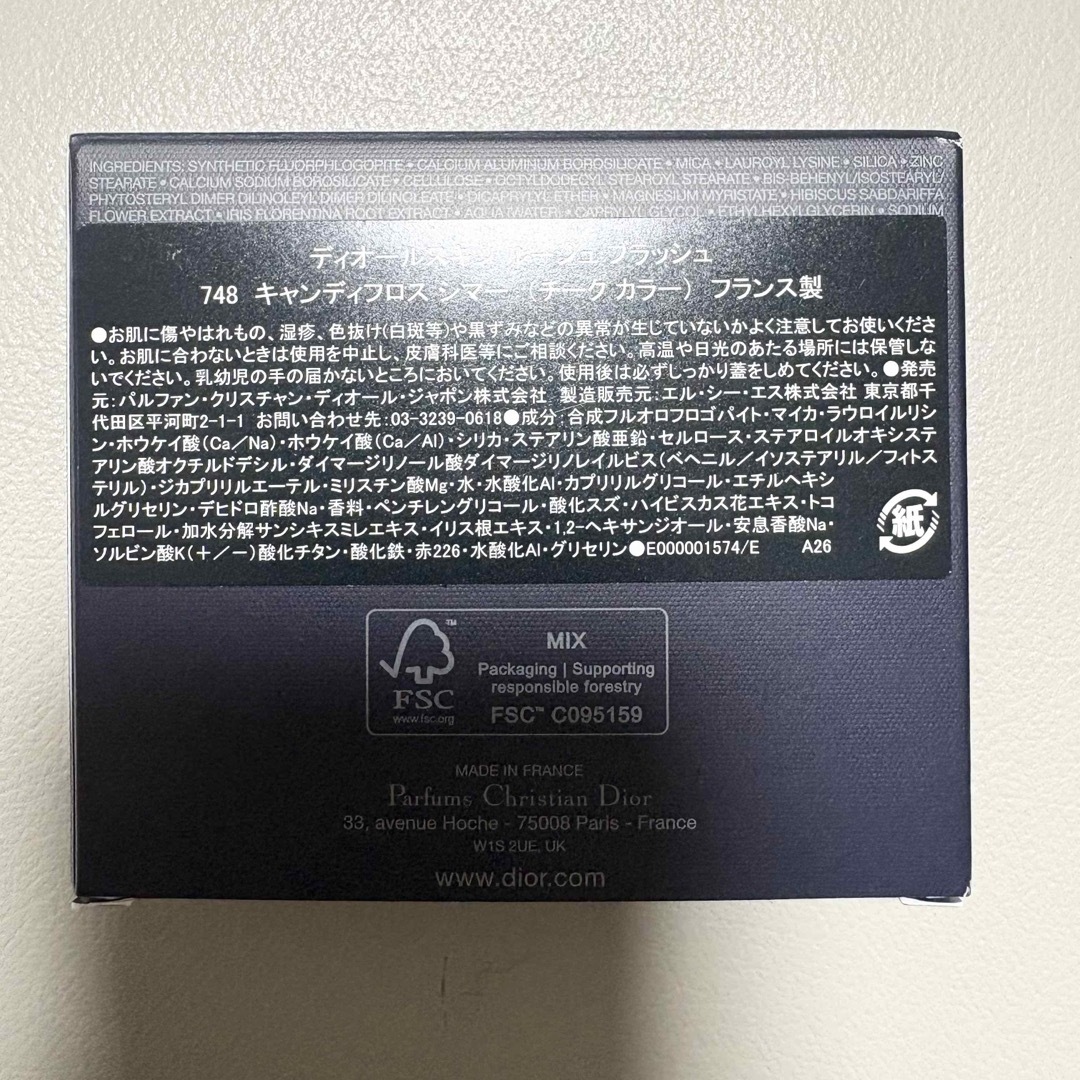 INGREDIENTS: SYNTHETIC FLUORPHLOGOPITE • CALCIUM ALUMINUM BOROSILICATE • MICA • LAUROYL LYSINE • SILICA • ZINC
STEARATE • CALCIUM SODIUM BOROSILICATE • CELLULOSE • OCTYLDODECYL STEAROYL STEARATE • BIS-BEHENYL/ISOSTEARYL/
PHYTOSTERYL DIMER DILINOLEYL DIMER DILINOLEATE • DICAPRYLYL ETHER • MAGNESIUM MYRISTATE • HIBISCUS SABDARIFFA
FLOWER EXTRACT • IRIS FLORENTINA ROOT EXTRACT • AQUA (WATER) • CAPRYLYL GLYCOL • ETHYLHEXYLGLYCERIN • SODIUM
ディオールスキン ルージュ ブラッシュ
748 キャンディフロス シマー (チーク カラー) フランス製
●お肌に傷やはれもの、湿疹、色抜け(白斑等)や黒ずみなどの異常が生じていないかよく注意してお使いくださ
い。お肌に合わないときは使用を中止し、皮膚科医等にご相談ください。高温や日光のあたる場所には保管しな
いでください。乳幼児の手の届かないところにおいてください。使用後は必ずしっかり蓋をしめてください。●発売
元:パルファン・クリスチャン・ディオール・ジャポン株式会社 製造販売元:エル・シー・エス株式会社 東京都千
代田区平河町2-1-1 お問い合わせ先:03-3239-0618●成分:合成フルオロフロゴパイト・マイカ・ラウロイルリシ
ン・ホウケイ酸(Ca/Na)・ホウケイ酸(Ca/Al)・シリカ・ステアリン酸亜鉛・セルロース・ステアロイルオキシステ
アリン酸オクチルドデシル・ダイマージリノール酸ダイマージリノレイルビス(ベヘニル/イソステアリル/フィトス
テリル)・ジカプリリルエーテル・ミリスチン酸Mg・水・水酸化Al・カプリリルグリコール・エチルヘキシ
ルグリセリン・デヒドロ酢酸Na・香料・ペンチレングリコール・酸化スズ・ハイビスカス花エキス・トコ
フェロール・加水分解サンシキスミレエキス・イリス根エキス・1,2-ヘキサンジオール・安息香酸Na・
ソルビン酸K(+/-)酸化チタン・酸化鉄・赤226・水酸化Al・グリセリン●E000001574/E A26
紙
FSC™
www.fsc.org
MIX
Packaging | Supporting
responsible forestry
FSC™ C095159
MADE IN FRANCE
Parfums Christian Dior
33, avenue Hoche - 75008 Paris - France
W1S 2UE, UK
www.dior.com